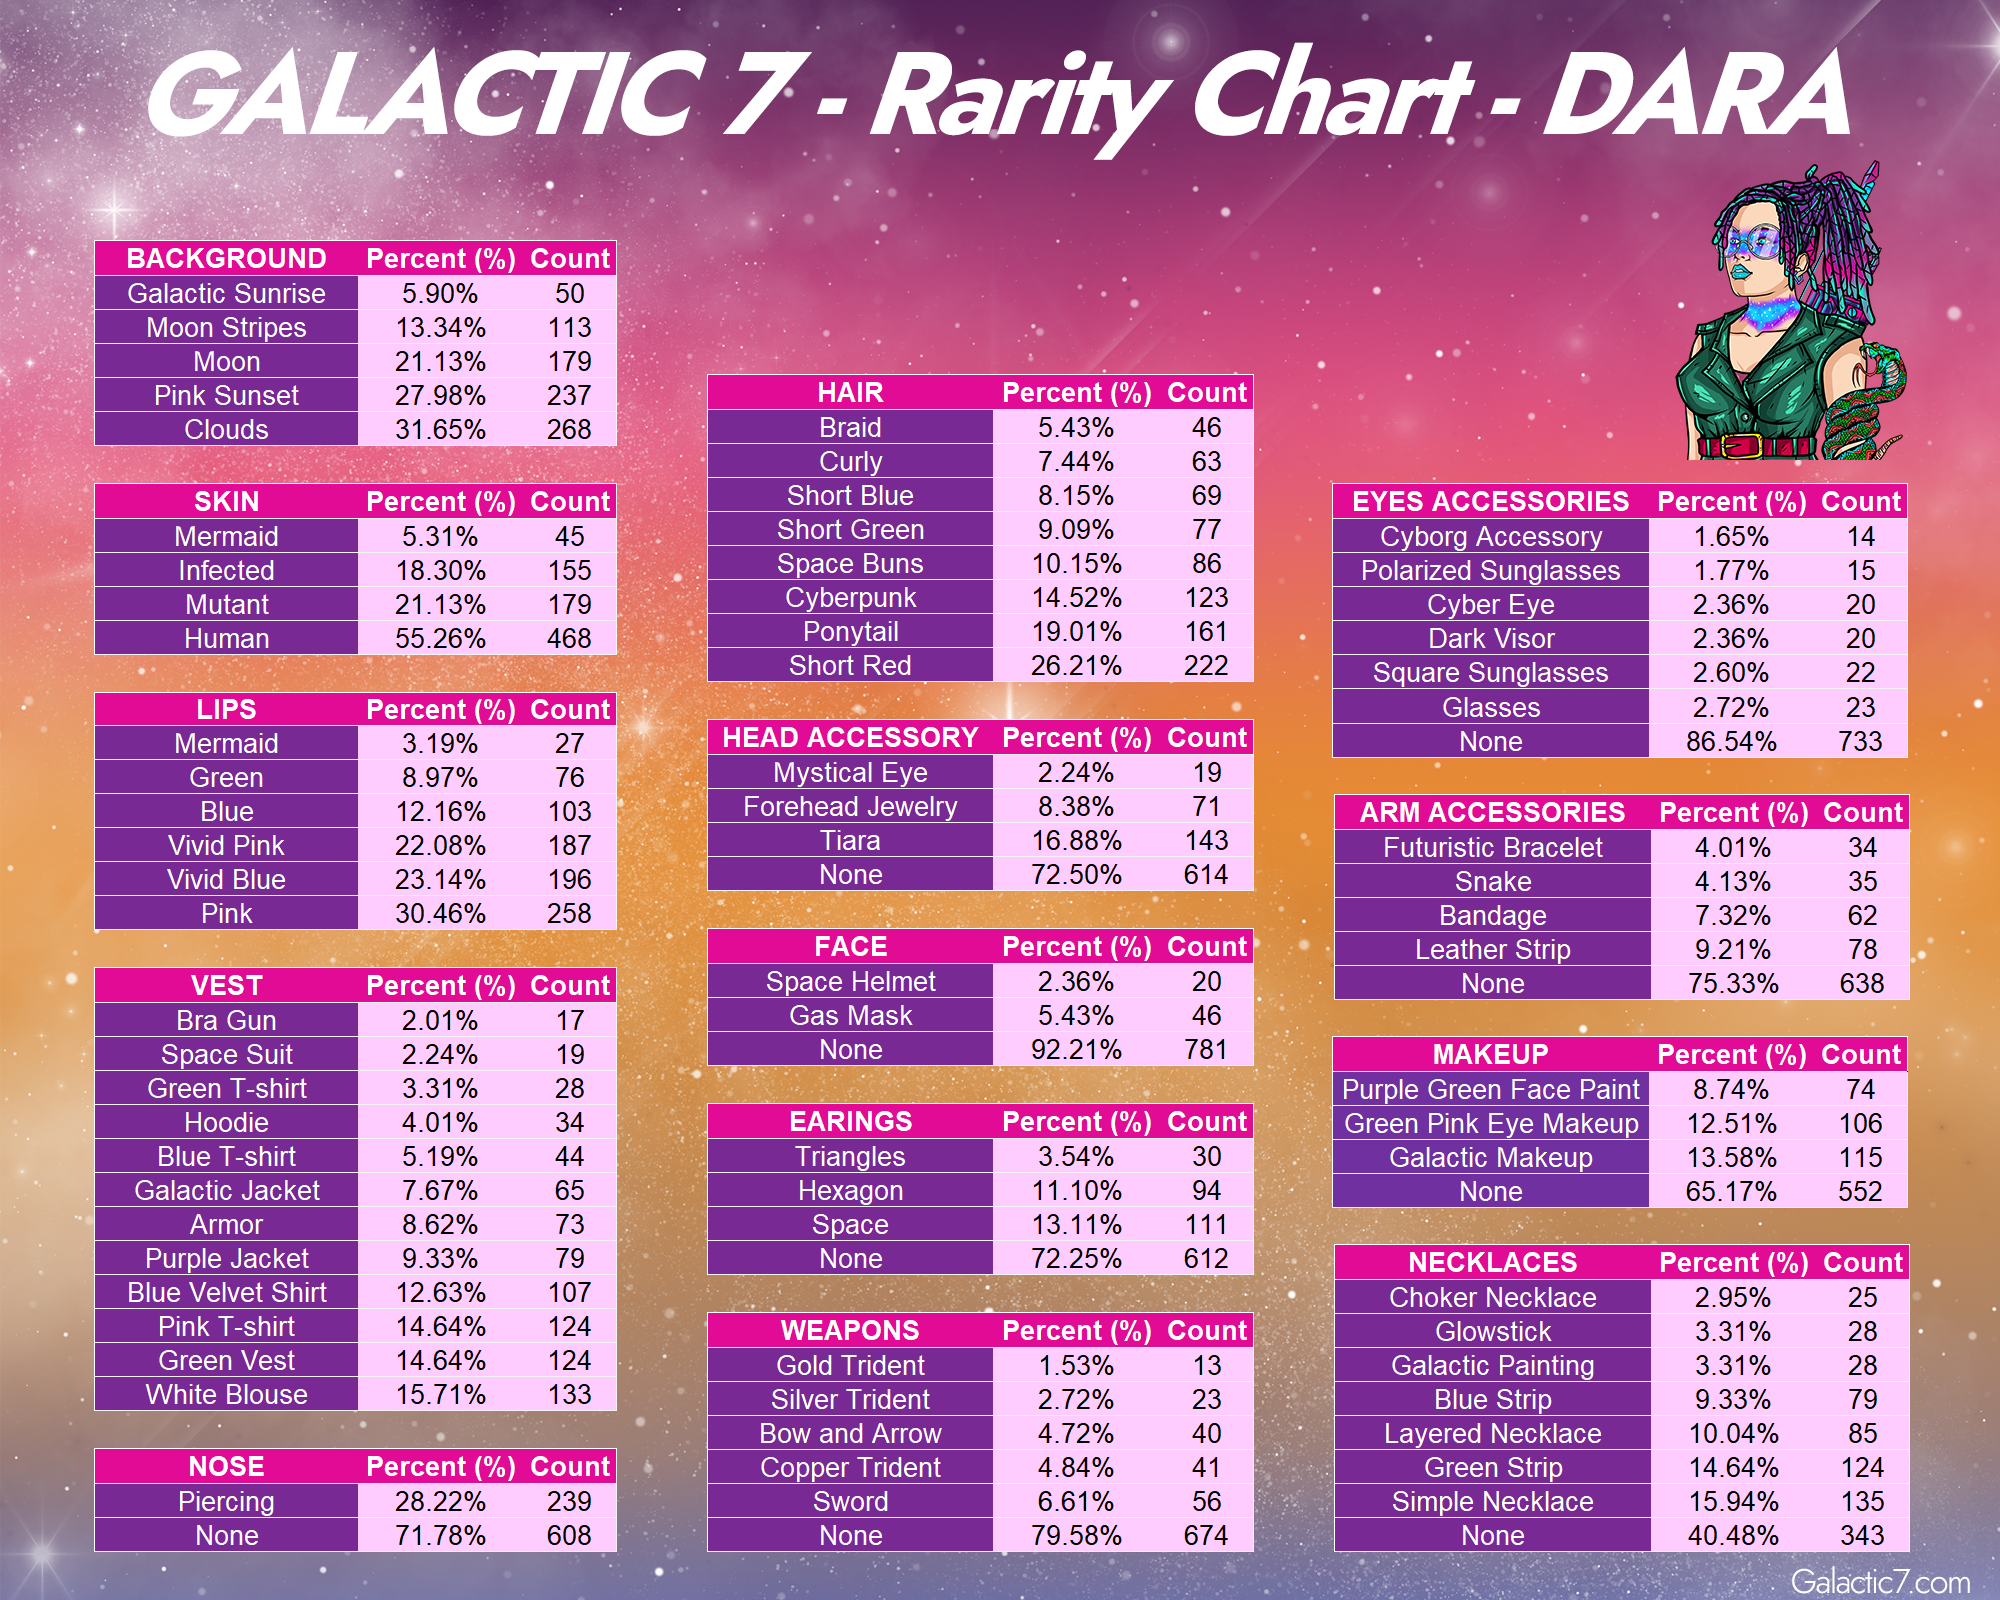 GALACTIC 7 - Rarity Chart - DARA
BACKGROUND Percent (%) Count
Galactic Sunrise 5.90% 50
Moon Stripes 13.34% 113
Moon 21.13% 179
Pink Sunset 27.98% 237
Clouds 31.65% 268
SKIN Percent (%) Count
Mermaid 5.31% 45
Infected 18.30% 155
Mutant 21.13% 179
Human 55.26% 468
LIPS Percent (%) Count
Mermaid 3.19% 27
Green 8.97% 76
Blue 12.16% 103
Vivid Pink 22.08% 187
Vivid Blue 23.14% 196
Pink 30.46% 258
VEST Percent (%) Count
Bra Gun 2.01% 17
Space Suit 2.24% 19
Green T-shirt 3.31% 28
Hoodie 4.01% 34
Blue T-shirt 5.19% 44
Galactic Jacket 7.67% 65
Armor 8.62% 73
Purple Jacket 9.33% 79
Blue Velvet Shirt 12.63% 107
Pink T-shirt 14.64% 124
Green Vest 14.64% 124
White Blouse 15.71% 133
NOSE Percent (%) Count
Piercing 28.22% 239
None 71.78% 608
HAIR Percent (%) Count
Braid 5.43% 46
Curly 7.44% 63
Short Blue 8.15% 69
Short Green 9.09% 77
Space Buns 10.15% 86
Cyberpunk 14.52% 123
Ponytail 19.01% 161
Short Red 26.21% 222
HEAD ACCESSORY Percent (%) Count
Mystical Eye 2.24% 19
Forehead Jewelry 8.38% 71
Tiara 16.88% 143
None 72.50% 614
FACE Percent (%) Count
Space Helmet 2.36% 20
Gas Mask 5.43% 46
None 92.21% 781
EARINGS Percent (%) Count
Triangles 3.54% 30
Hexagon 11.10% 94
Space 13.11% 111
None 72.25% 612
WEAPONS Percent (%) Count
Gold Trident 1.53% 13
Silver Trident 2.72% 23
Bow and Arrow 4.72% 40
Copper Trident 4.84% 41
Sword 6.61% 56
None 79.58% 674
EYES ACCESSORIES Percent (%) Count
Cyborg Accessory 1.65% 14
Polarized Sunglasses 1.77% 15
Cyber Eye 2.36% 20
Dark Visor 2.36% 20
Square Sunglasses 2.60% 22
Glasses 2.72% 23
None 86.54% 733
ARM ACCESSORIES Percent (%) Count
Futuristic Bracelet 4.01% 34
Snake 4.13% 35
Bandage 7.32% 62
Leather Strip 9.21% 78
None 75.33% 638
MAKEUP Percent (%) Count
Purple Green Face Paint 8.74% 74
Green Pink Eye Makeup 12.51% 106
Galactic Makeup 13.58% 115
None 65.17% 552
NECKLACES Percent (%) Count
Choker Necklace 2.95% 25
Glowstick 3.31% 28
Galactic Painting 3.31% 28
Blue Strip 9.33% 79
Layered Necklace 10.04% 85
Green Strip 14.64% 124
Simple Necklace 15.94% 135
None 40.48% 343
Galactic7.com